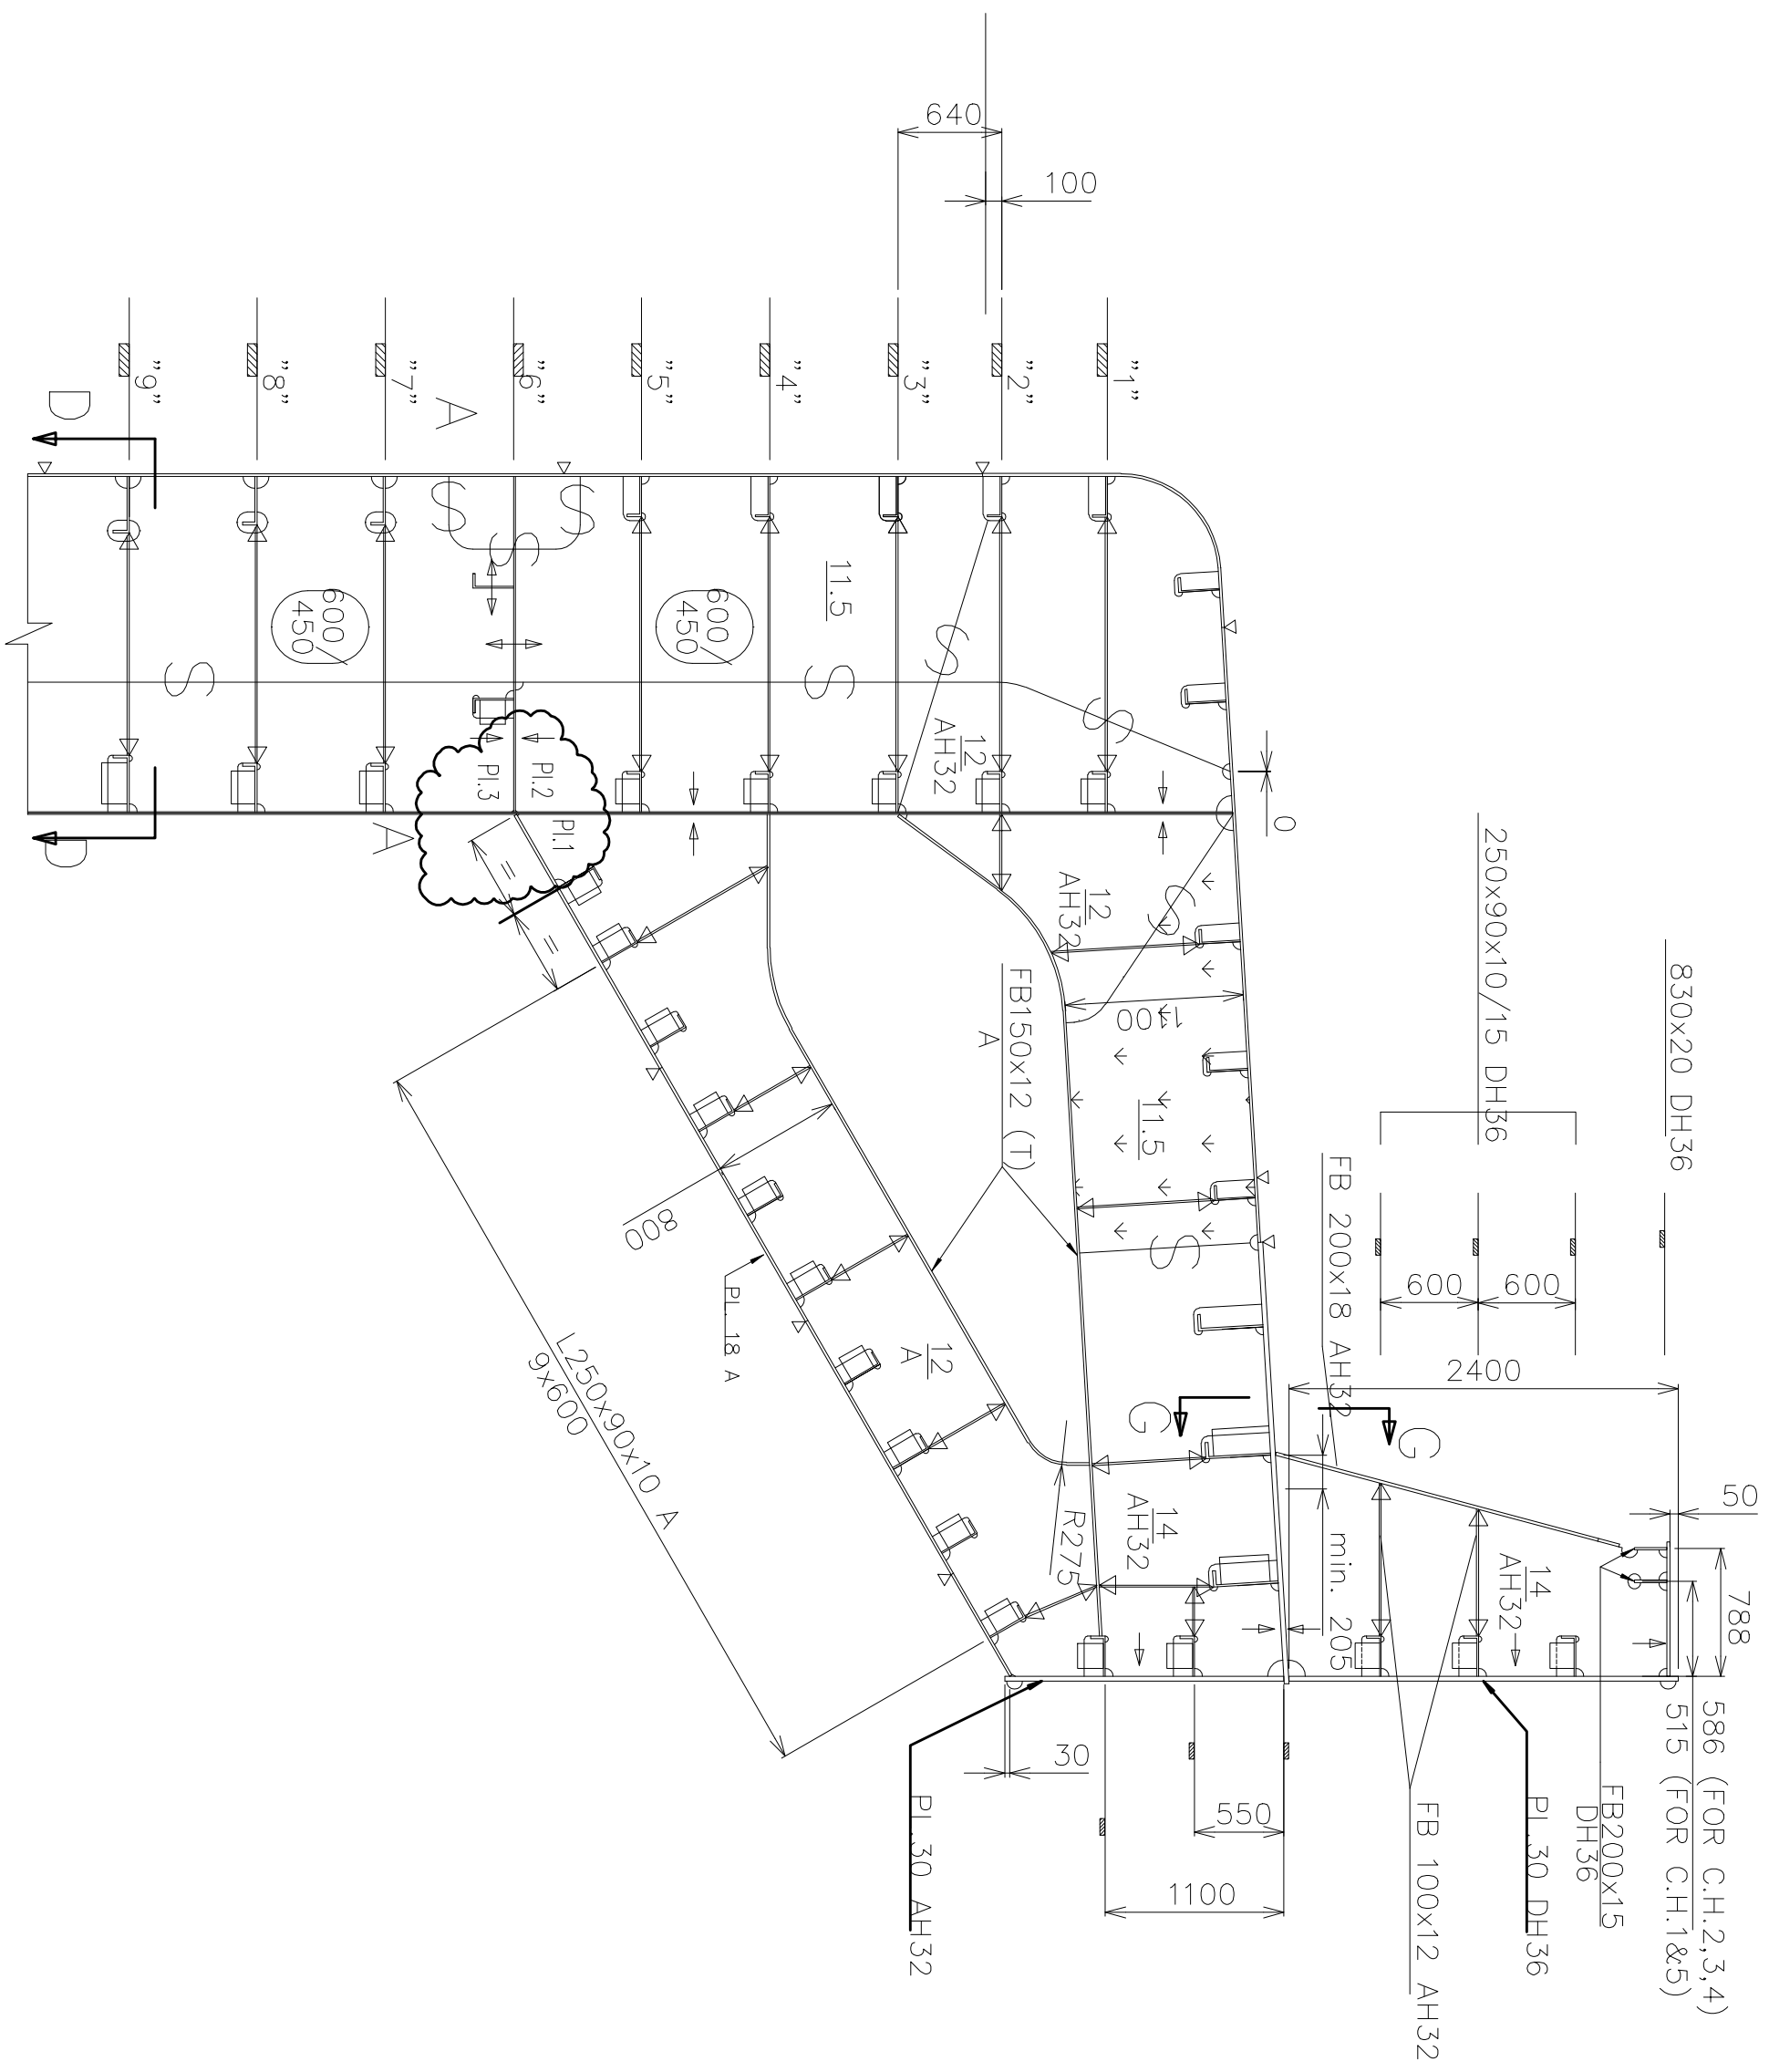 640
100
"1"
"2"
"3"
"4"
"5"
"6"
"7"
"8"
"9"
A
D
D
A
S
S
S
S
S
S
S
S
S
11.5
600/
450
600/
450
12
AH32
12
AH32
0
Pl.2
Pl.3
Pl.1
=
=
1100
11.5
FB150x12 (T)
A
250x90x10/15 DH36
830x20 DH36
FB 200x18 AH32
600
600
2400
50
788
G
G
800
PL. 18 A
12
A
L250x90x10 A
9x600
R275
14
AH32
min. 205
14
AH32
586 (FOR C.H.2,3,4)
515 (FOR C.H.1&5)
FB200x15
DH36
PL.30 DH36
FB 100x12 AH32
PL.30 AH32
30
550
1100